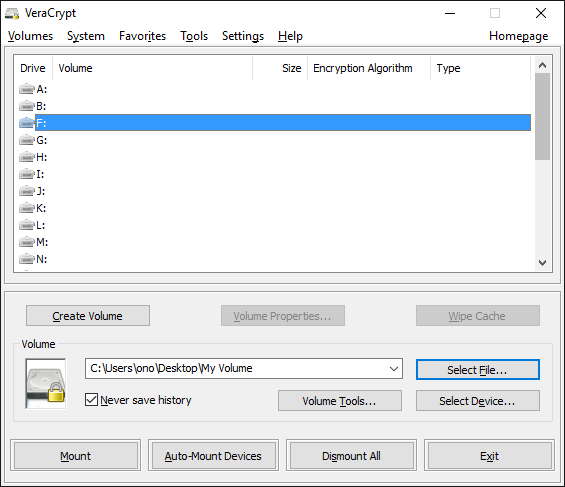 VeraCrypt
Volumes System Favorites Tools Settings Help Homepage
Drive Volume Size Encryption Algorithm Type
A:
B:
F:
G:
H:
I:
J:
K:
L:
M:
N:
Create Volume Volume Properties... Wipe Cache
Volume
C:\Users\ono\Desktop\My Volume Select File...
Never save history Volume Tools... Select Device...
Mount Auto-Mount Devices Dismount All Exit